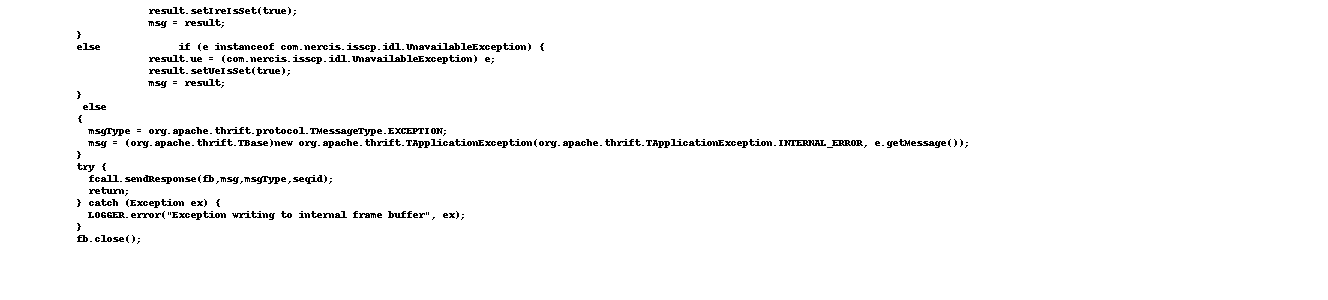 result.setIreIsSet(true);
msg = result;
}
else             if (e instanceof com.nercis.isscp.idl.UnavailableException) {
result.ue = (com.nercis.isscp.idl.UnavailableException) e;
result.setUeIsSet(true);
msg = result;
}
else
{
msgType = org.apache.thrift.protocol.TMessageType.EXCEPTION;
msg = (org.apache.thrift.TBase)new org.apache.thrift.TApplicationException(org.apache.thrift.TApplicationException.INTERNAL_ERROR, e.getMessage());
}
try {
fcall.sendResponse(fb,msg,msgType,seqid);
return;
} catch (Exception ex) {
LOGGER.error("Exception writing to internal frame buffer", ex);
}
fb.close();